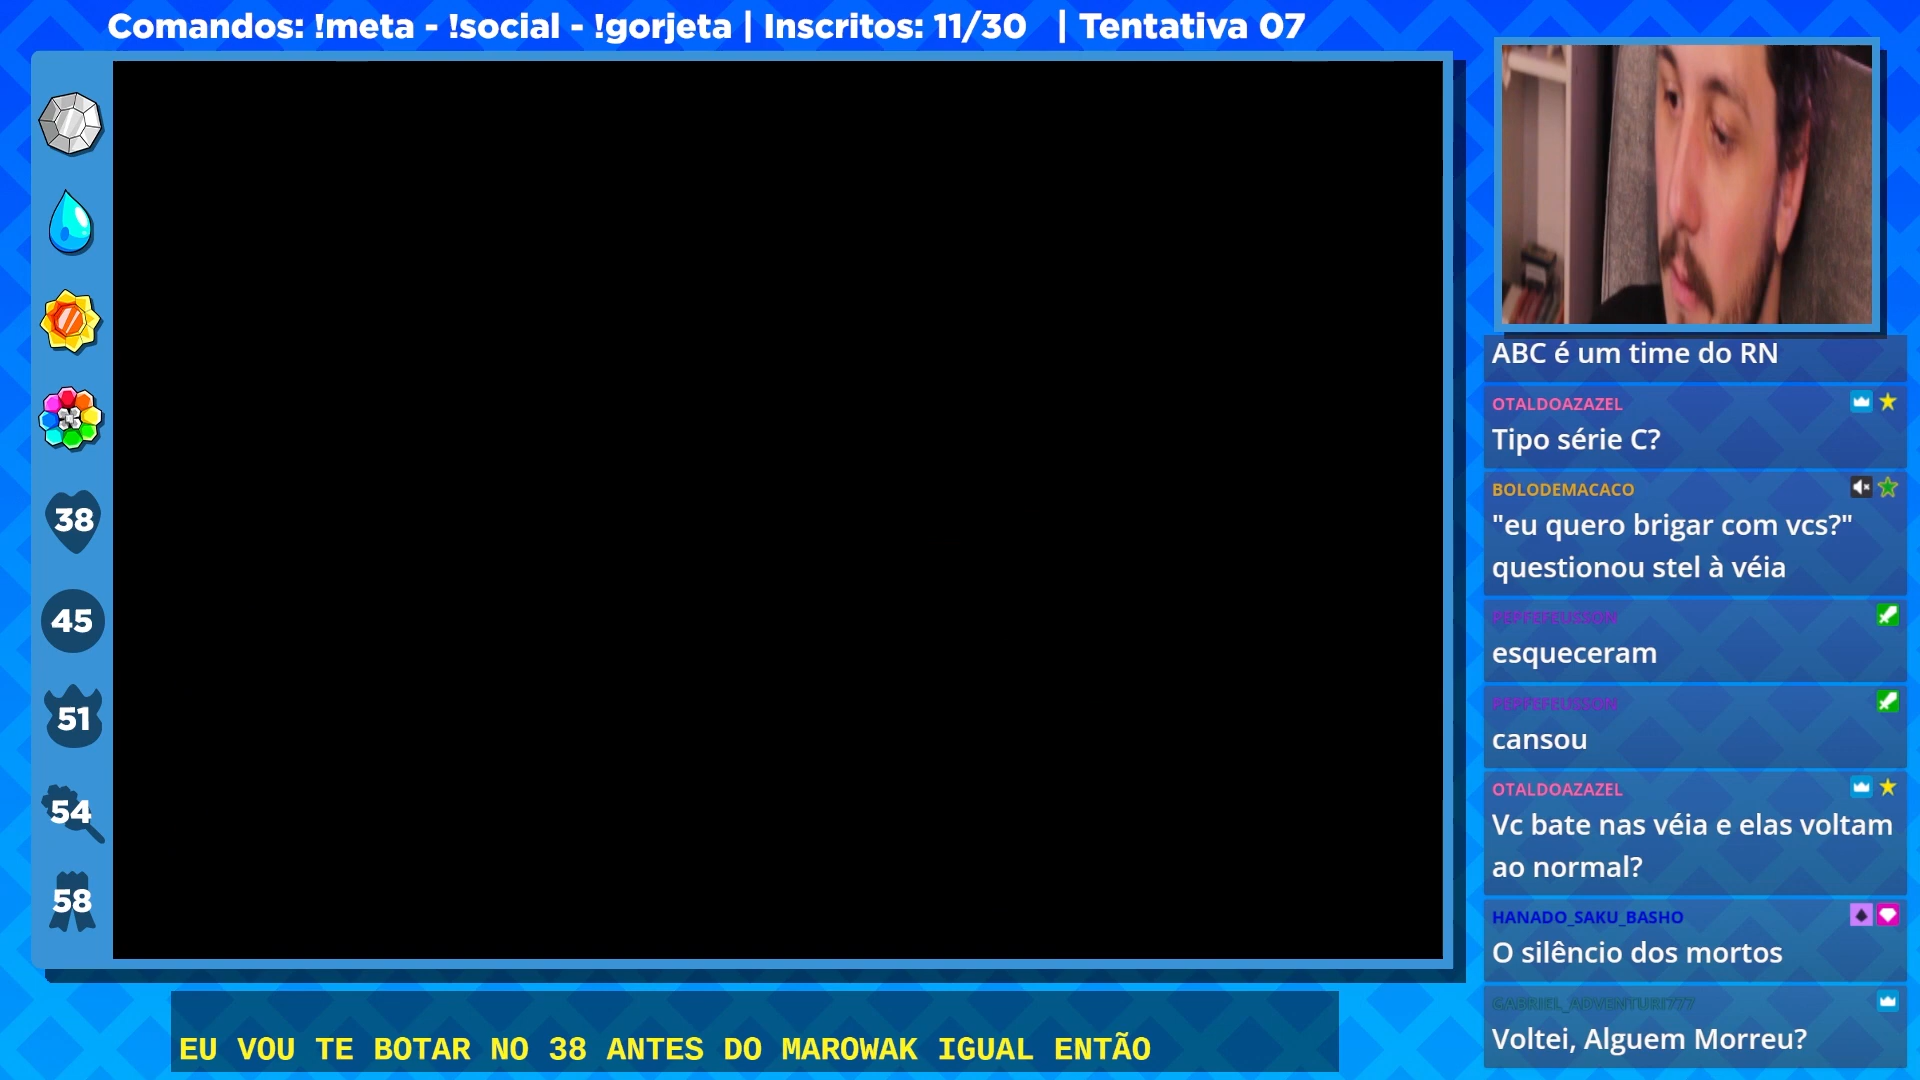 Comandos: !meta - !social - !gorjeta | Inscritos: 11/30 | Tentativa 07
38
45
51
54
58
ABC é um time do RN
OTALDOAZAZEL
Tipo série C?
BOLODEMACACO
"eu quero brigar com vcs?"
questionou stel à véia
esqueceram
cansou
OTALDOAZAZEL
Vc bate nas véia e elas voltam
ao normal?
HANADO_SAKU_BASHO
O silêncio dos mortos
GABRIEL_ADVENTURI777
Voltei, Alguem Morreu?
EU VOU TE BOTAR NO 38 ANTES DO MAROWAK IGUAL ENTÃO